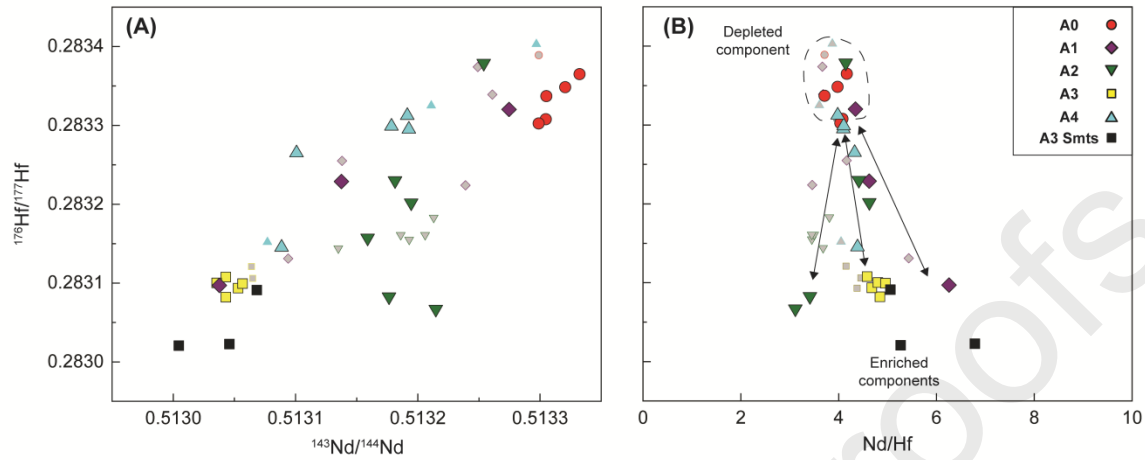 (A)
0.2834
0.2833
0.2832
0.2831
0.2830
¹⁷⁶Hf/¹⁷⁷Hf
0.5130 0.5131 0.5132 0.5133
¹⁴³Nd/¹⁴⁴Nd
(B)
Depleted
component
Enriched
components
A0
A1
A2
A3
A4
A3 Smts
0 2 4 6 8 10
Nd/Hf
roofs